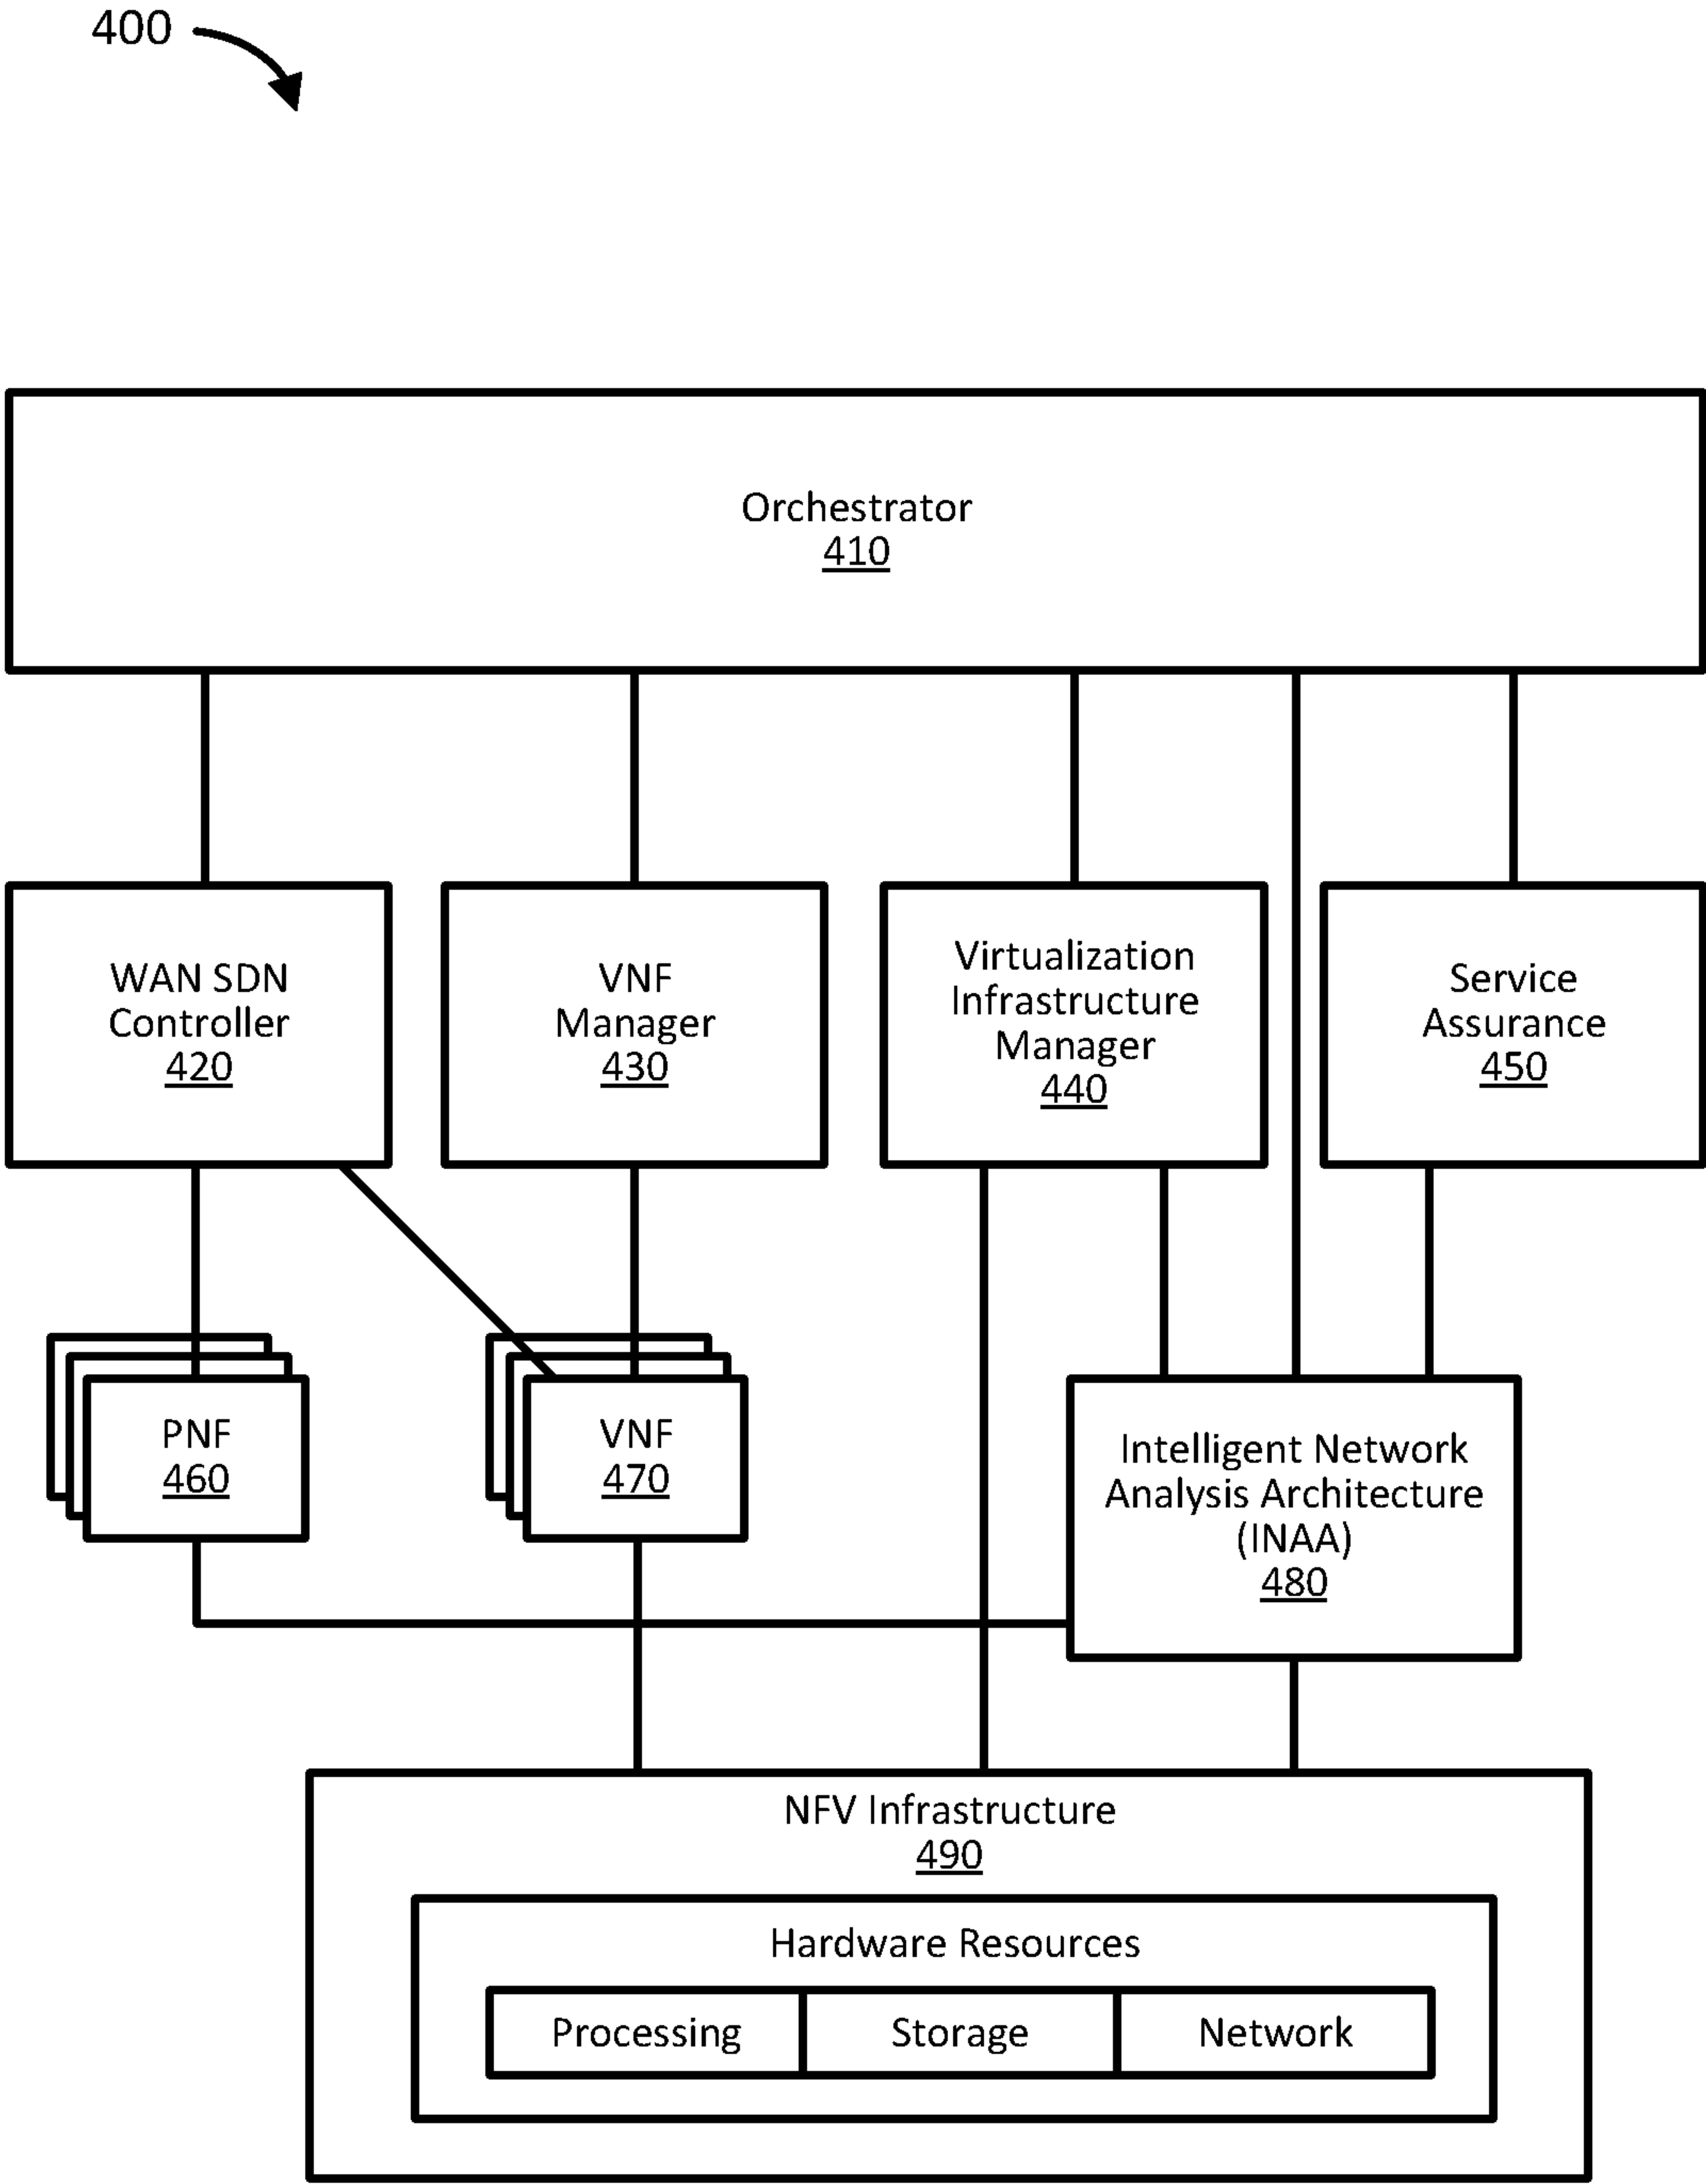 400
Orchestrator
410
WAN SDN
Controller
420
VNF
Manager
430
Virtualization
Infrastructure
Manager
440
Service
Assurance
450
PNF
460
VNF
470
Intelligent Network
Analysis Architecture
(INAA)
480
NFV Infrastructure
490
Hardware Resources
Processing
Storage
Network